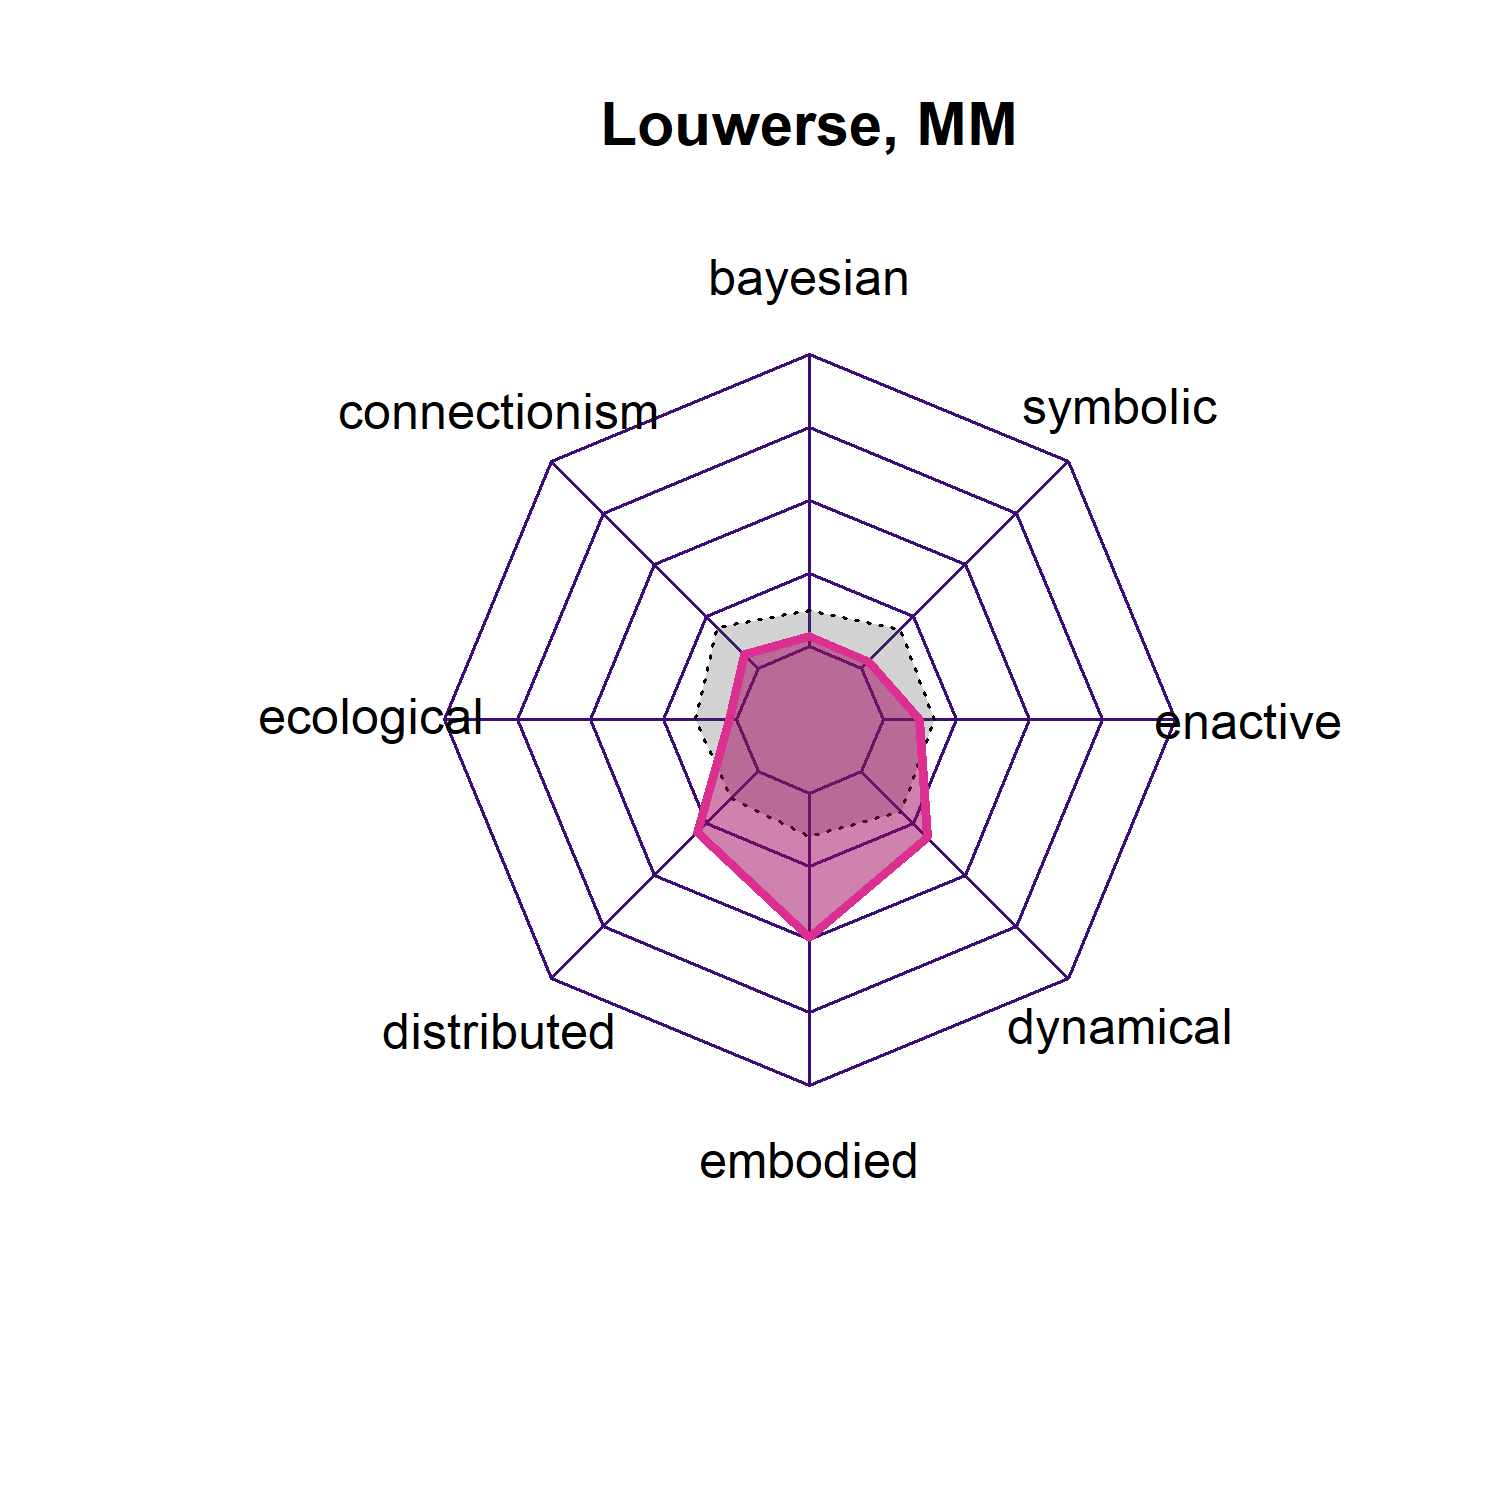 Louwerse, MM
bayesian
connectionism
symbolic
ecological
enactive
distributed
dynamical
embodied